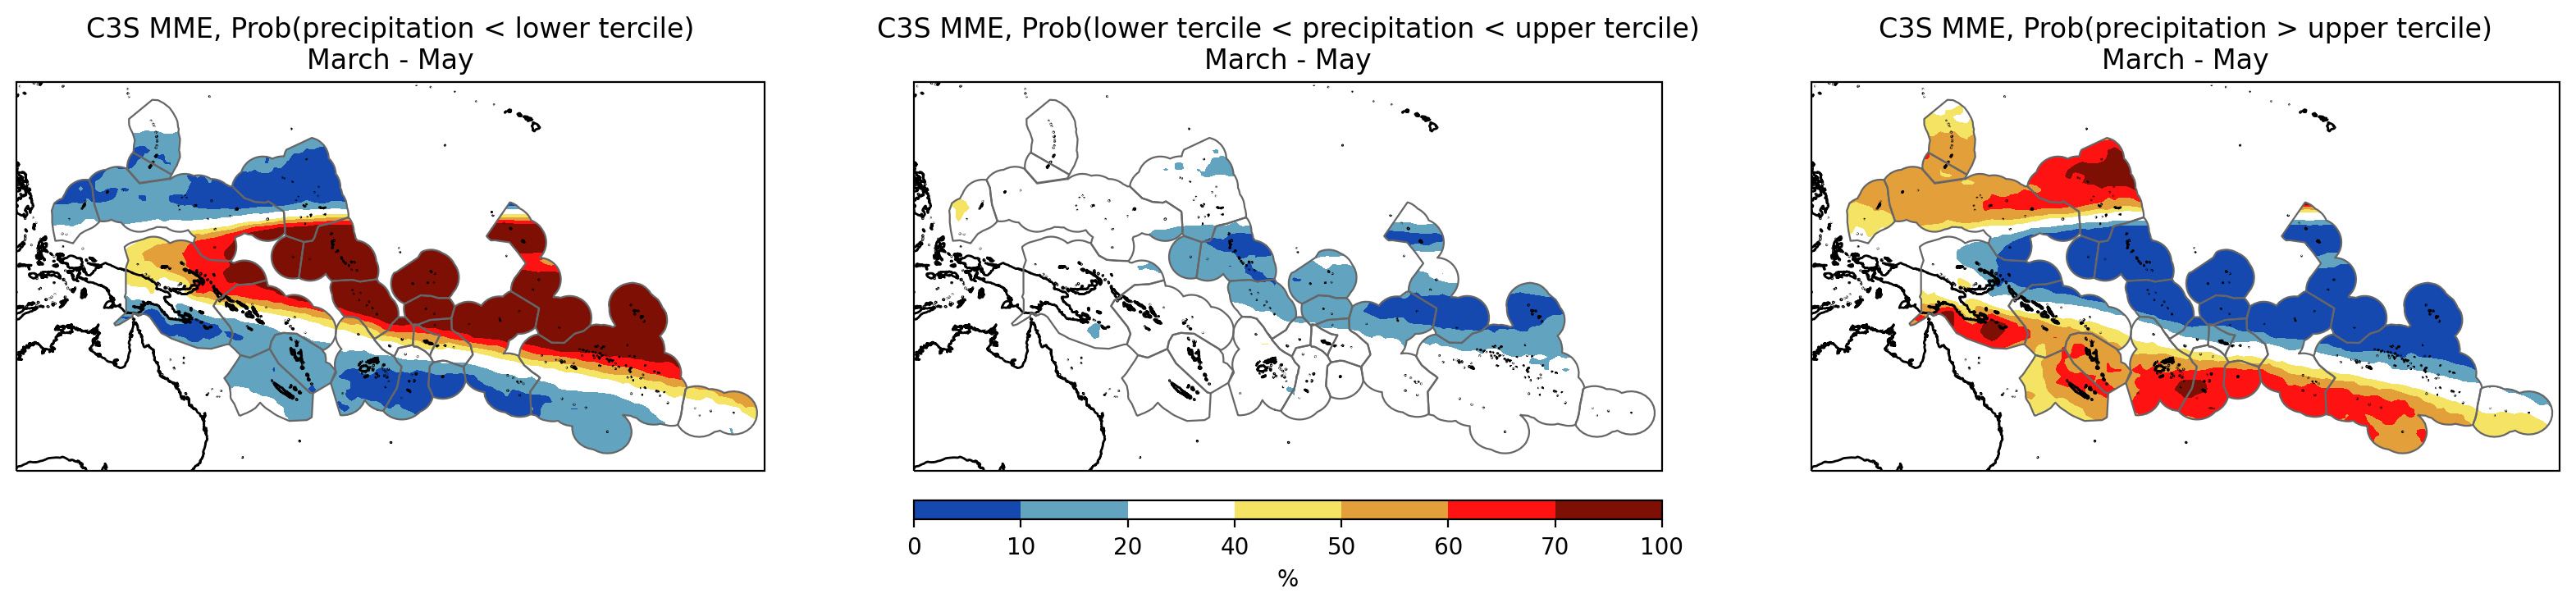 C3S MME, Prob(precipitation < lower tercile)
March - May
C3S MME, Prob(lower tercile < precipitation < upper tercile)
March - May
C3S MME, Prob(precipitation > upper tercile)
March - May
0 10 20 40 50 60 70 100
%